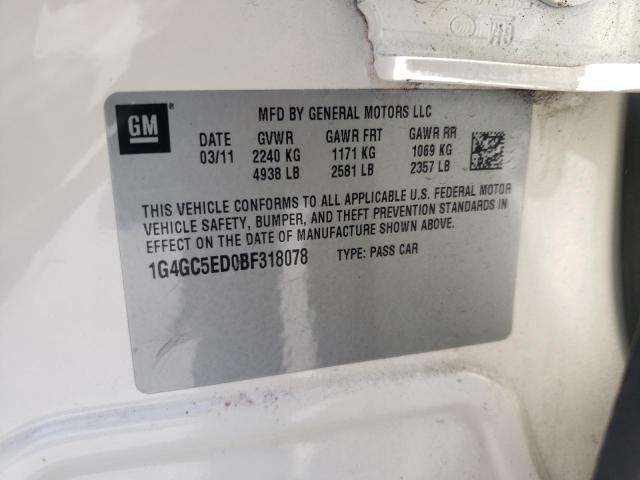 GM
MFD BY GENERAL MOTORS LLC
DATE GVWR GAWR FRT GAWR RR
03/11 2240 KG 1171 KG 1069 KG
4938 LB 2581 LB 2357 LB
THIS VEHICLE CONFORMS TO ALL APPLICABLE U.S. FEDERAL MOTOR
VEHICLE SAFETY, BUMPER, AND THEFT PREVENTION STANDARDS IN
EFFECT ON THE DATE OF MANUFACTURE SHOWN ABOVE.
1G4GC5ED0BF318078 TYPE: PASS CAR